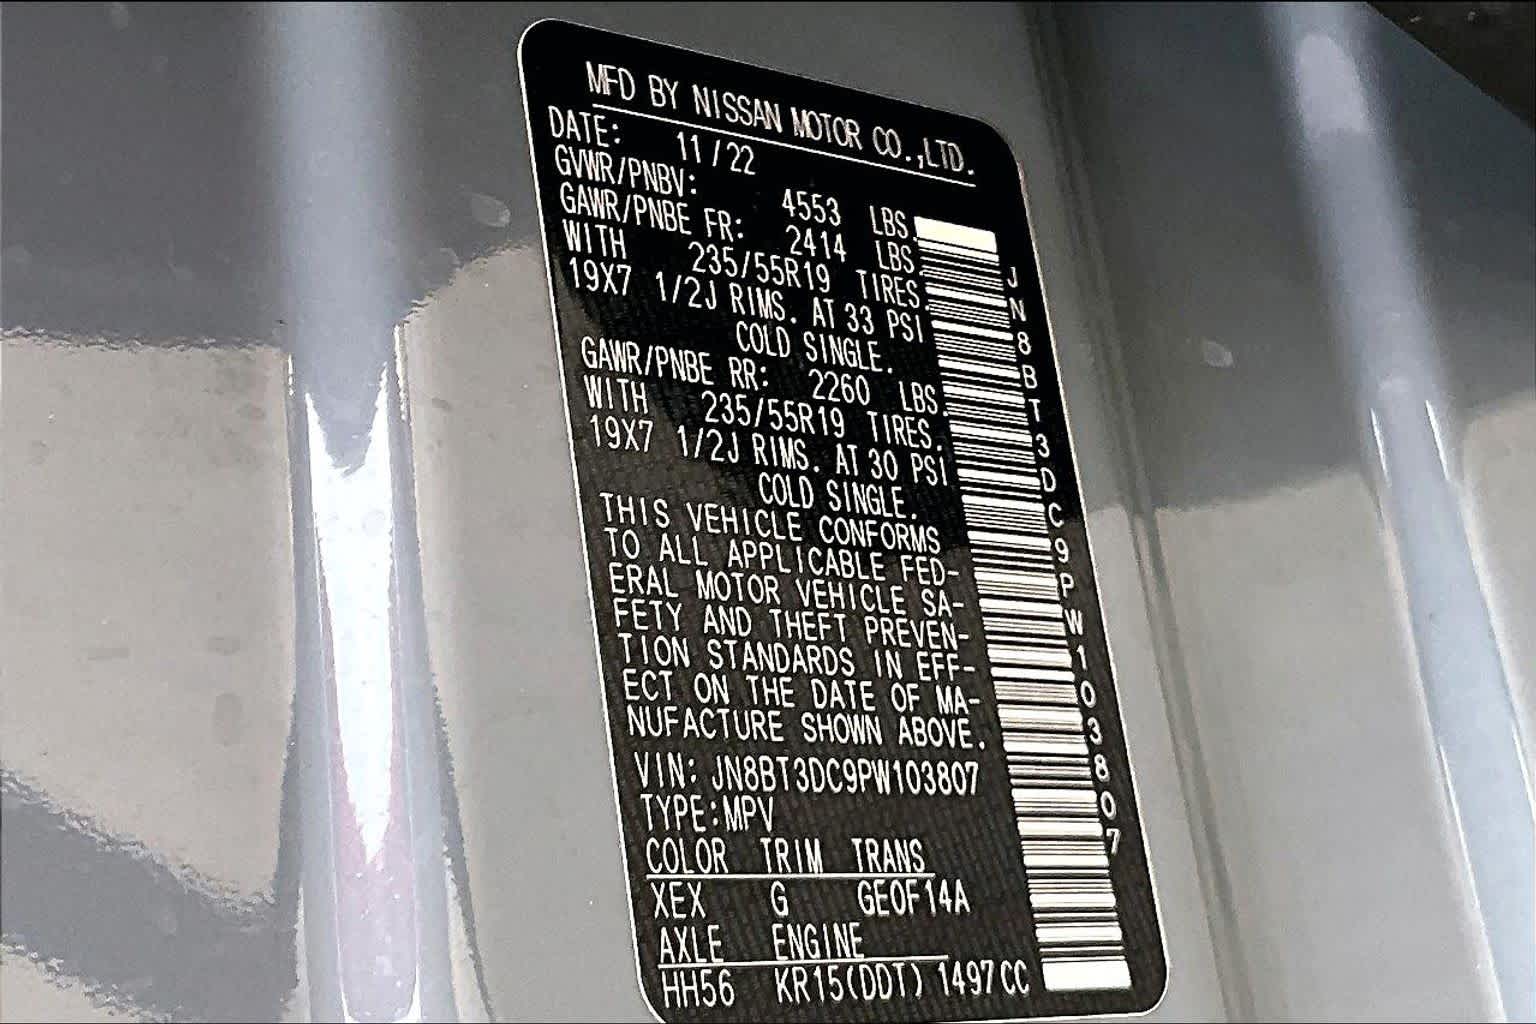 MFD BY NISSAN MOTOR CO.,LTD.
DATE: 11/22
GVWR/PNBV: 4553 LBS.
GAWR/PNBE FR: 2414 LBS
WITH 235/55R19 TIRES.
19X7 1/2J RIMS. AT 33 PSI
COLD SINGLE.
GAWR/PNBE RR: 2260 LBS.
WITH 235/55R19 TIRES.
19X7 1/2J RIMS. AT 30 PSI
COLD SINGLE.
THIS VEHICLE CONFORMS
TO ALL APPLICABLE FED-
ERAL MOTOR VEHICLE SA-
FETY AND THEFT PREVEN-
TION STANDARDS IN EFF-
ECT ON THE DATE OF MA-
NUFACTURE SHOWN ABOVE.
VIN: JN8BT3DC9PW103807
TYPE:MPV
COLOR TRIM TRANS
XEX G GEOF14A
AXLE ENGINE
HH56 KR15(DDT) 1497CC
JN8BT3DC9PW103807